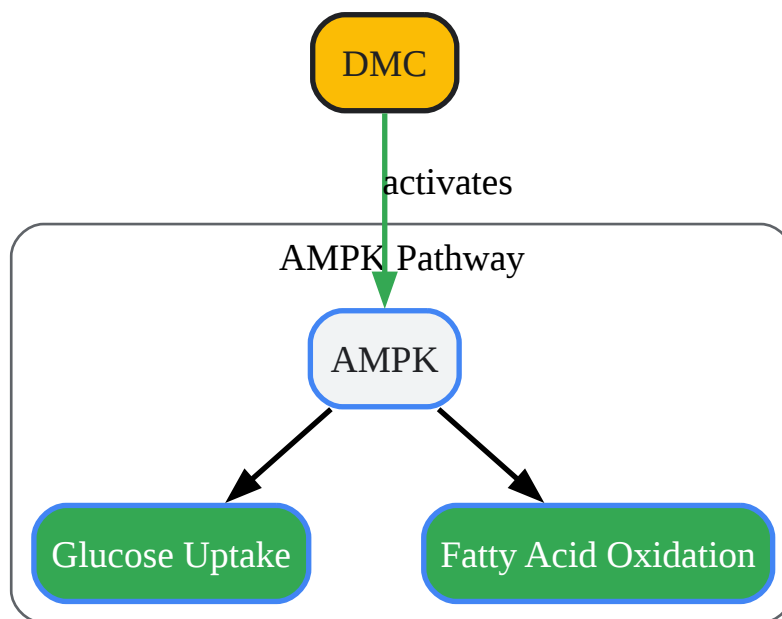 DMC
activates
AMPK Pathway
AMPK
Glucose Uptake
Fatty Acid Oxidation